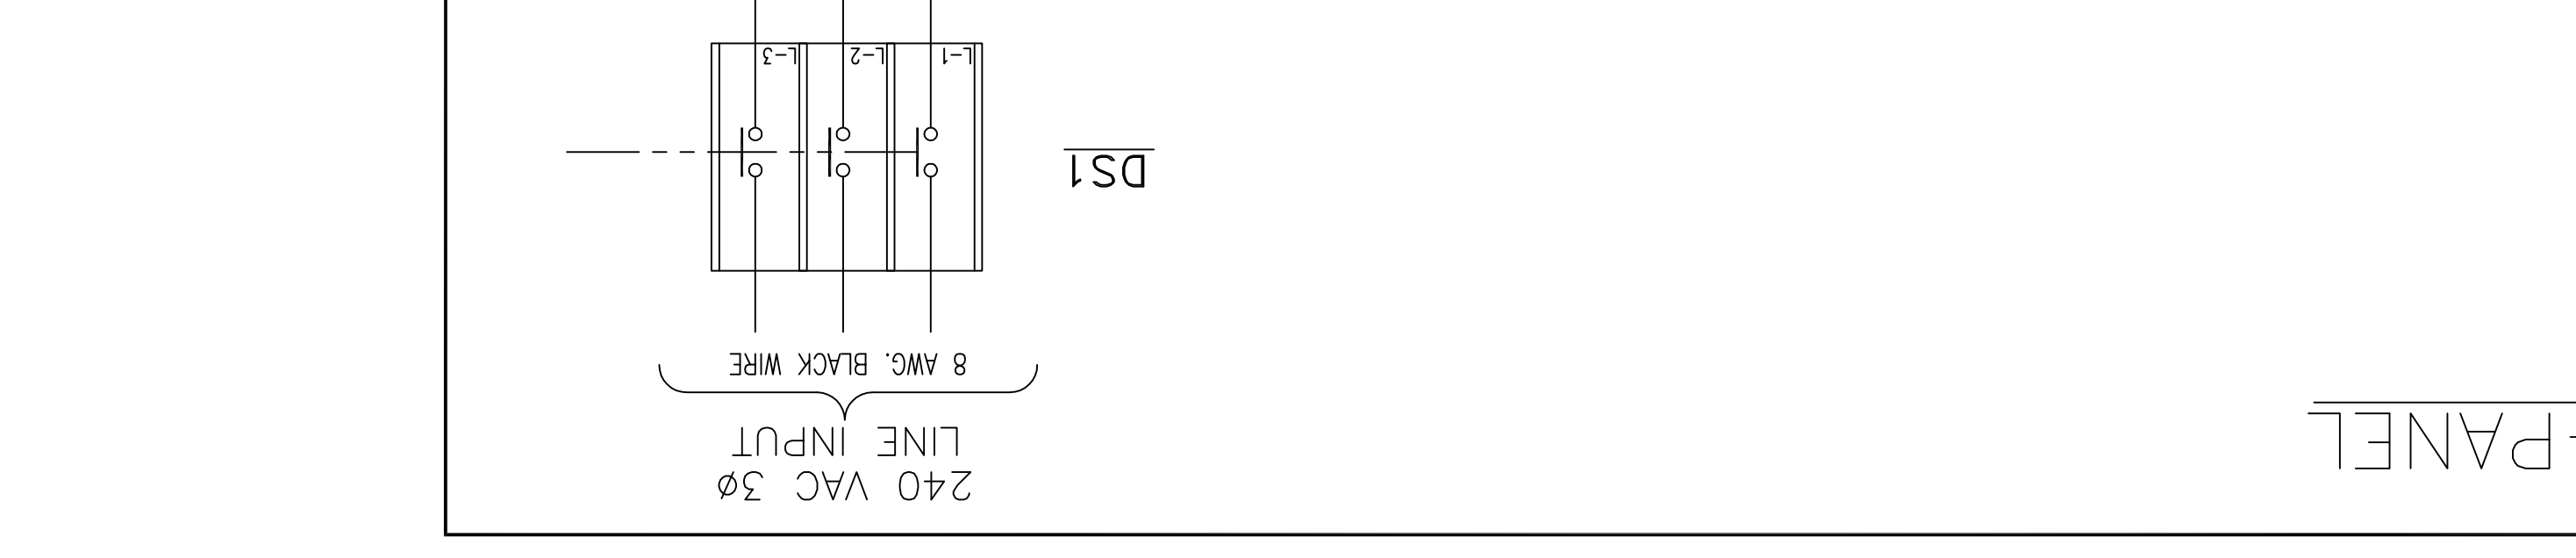 -PANEL
240 VAC 3ø
LINE INPUT
8 AWG. BLACK WIRE
DS1
L-1 L-2 L-3